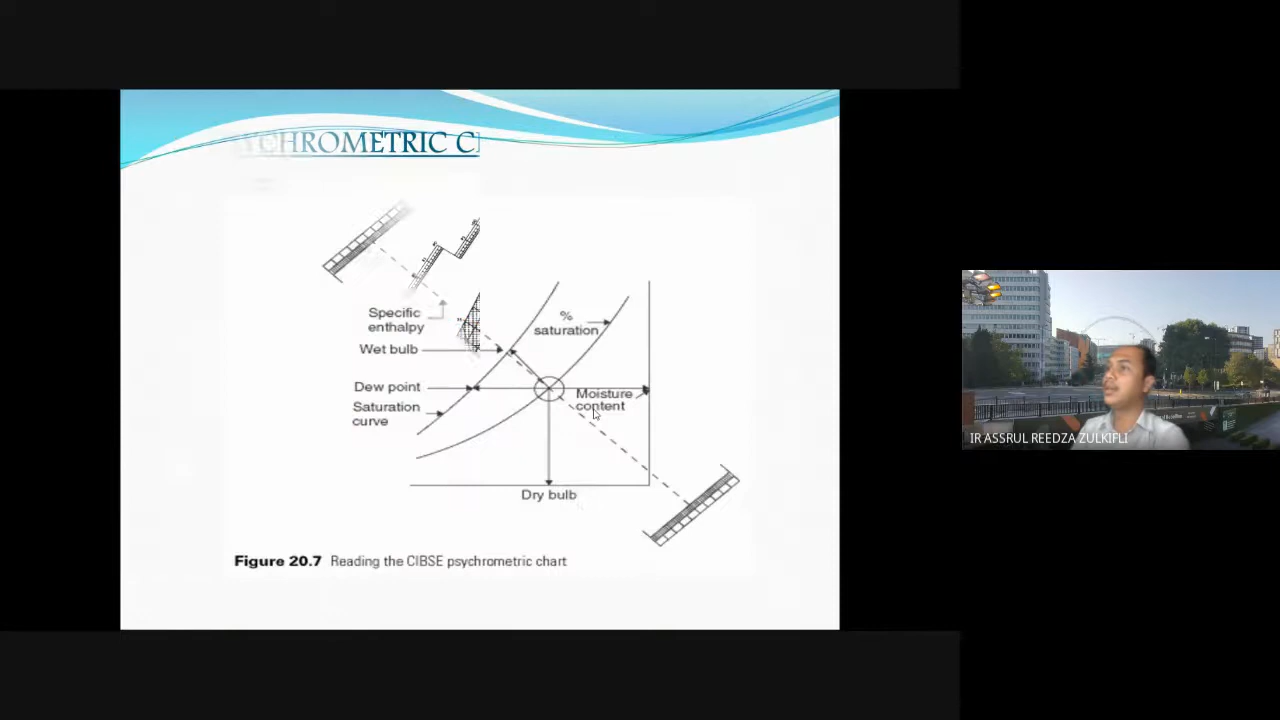 YCHROMETRIC C
%
saturation
Specific
enthalpy
Wet bulb
Dew point
Moisture
content
Saturation
curve
Dry bulb
Figure 20.7 Reading the CIBSE psychrometric chart
IR ASSRUL REEDZA ZULKIFLI